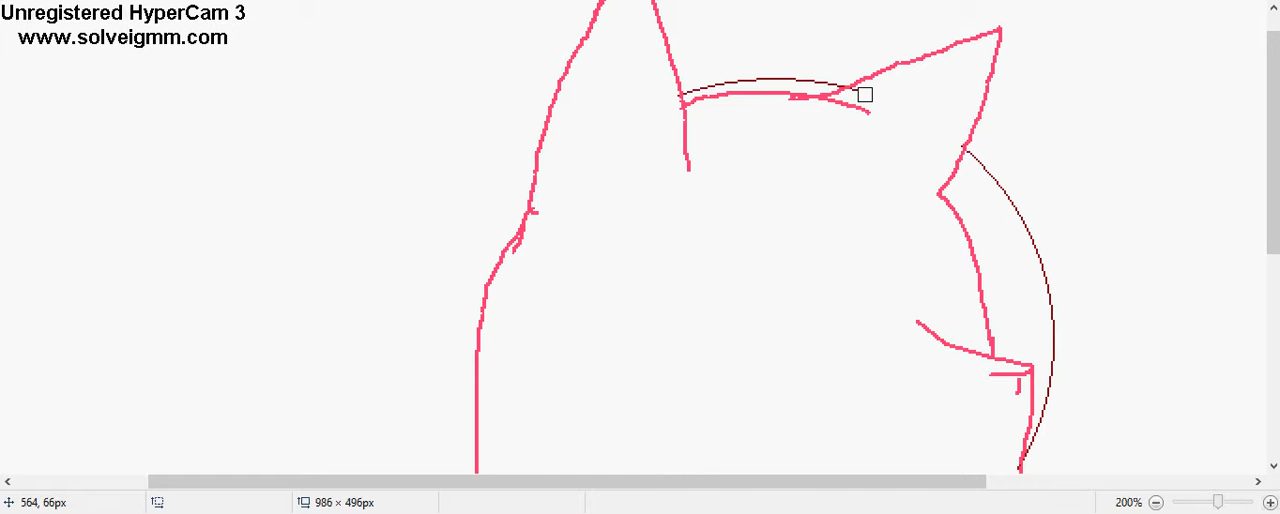 Unregistered HyperCam 3
www.solveigmm.com
564, 66px
986 × 496px
200%